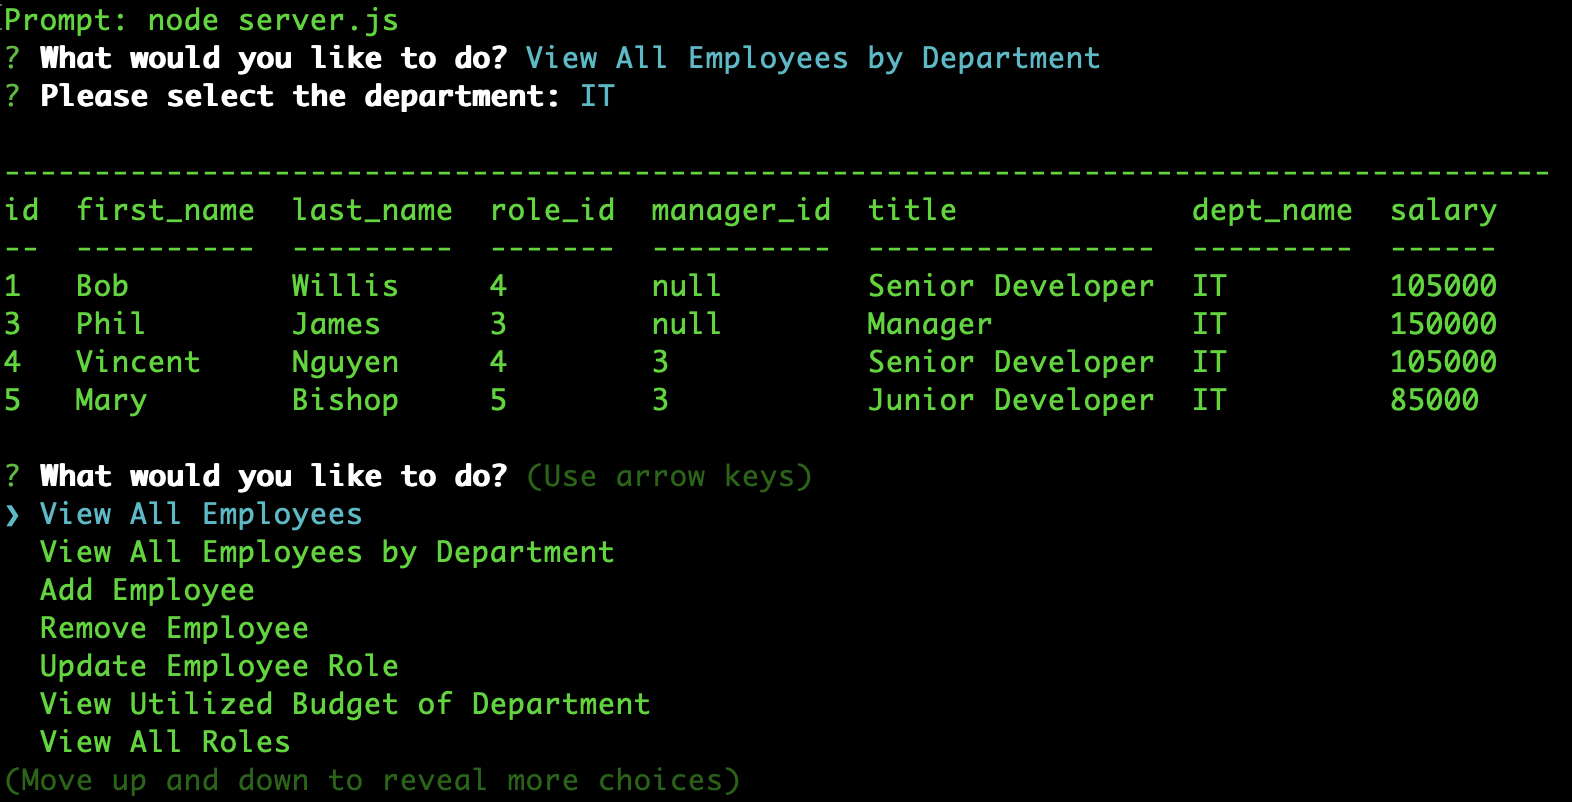 Prompt: node server.js
? What would you like to do? View All Employees by Department
? Please select the department: IT
--------------------------------------------------------------------------------------
id  first_name  last_name  role_id  manager_id  title             dept_name  salary
--  ----------  ---------  -------  ----------  ----------------  ---------  ------
1   Bob         Willis     4        null        Senior Developer  IT         105000
3   Phil        James      3        null        Manager           IT         150000
4   Vincent     Nguyen     4        3           Senior Developer  IT         105000
5   Mary        Bishop     5        3           Junior Developer  IT         85000
? What would you like to do? (Use arrow keys)
❯ View All Employees
  View All Employees by Department
  Add Employee
  Remove Employee
  Update Employee Role
  View Utilized Budget of Department
  View All Roles
(Move up and down to reveal more choices)